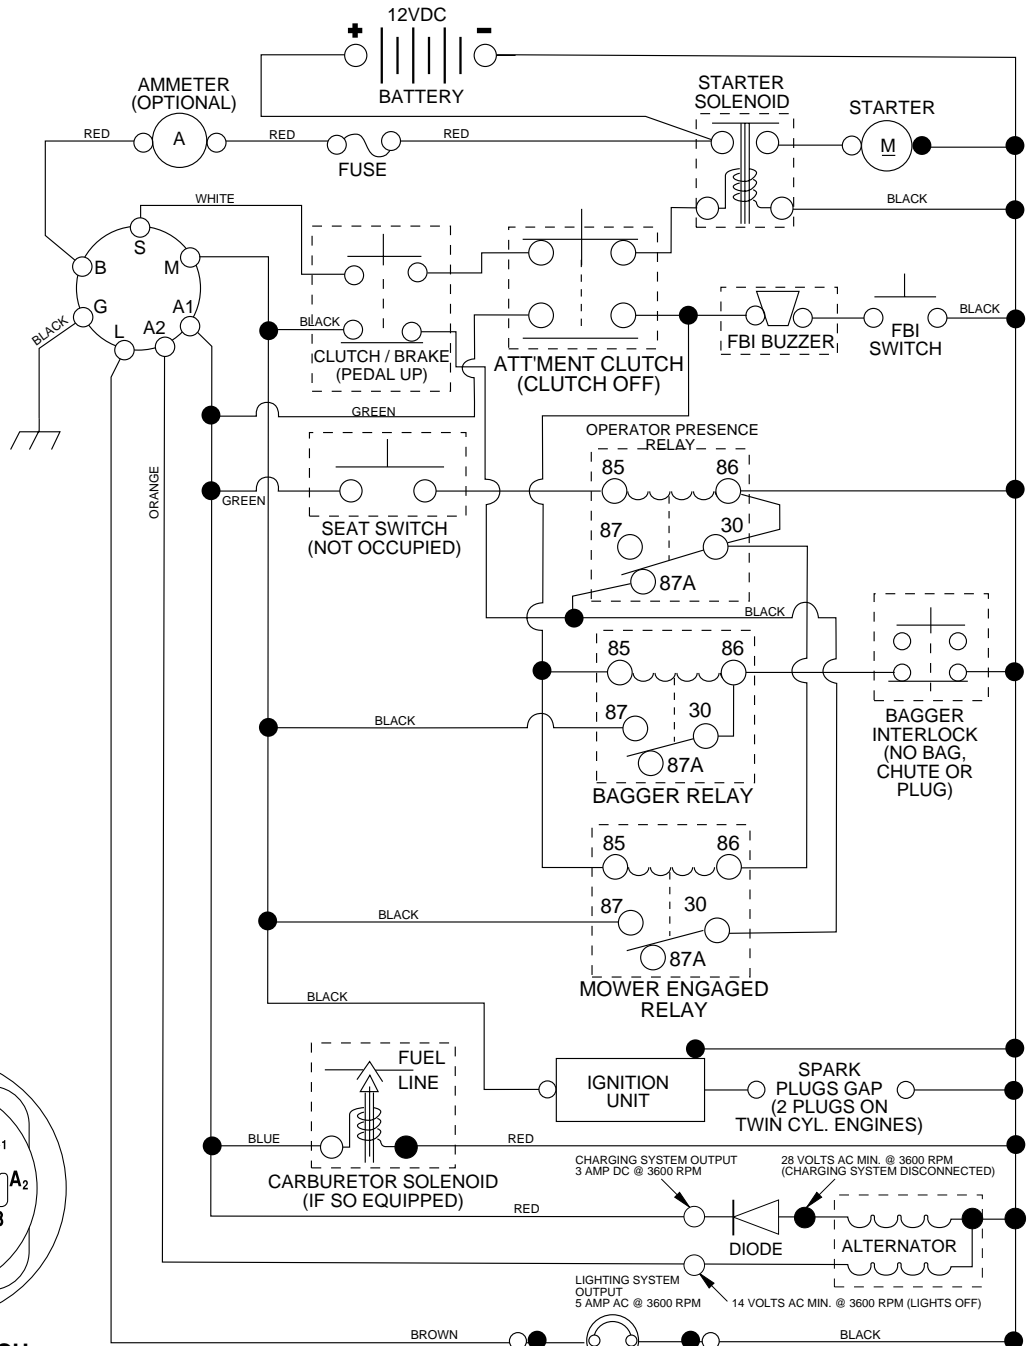 12VDC
+
-
BATTERY
AMMETER
(OPTIONAL)
A
RED
RED
RED
FUSE
STARTER
SOLENOID
STARTER
M
BLACK
WHITE
S
B
M
G
A1
L
A2
BLACK
BLACK
CLUTCH / BRAKE
(PEDAL UP)
ATT'MENT CLUTCH
(CLUTCH OFF)
FBI BUZZER
FBI
SWITCH
BLACK
GREEN
ORANGE
GREEN
SEAT SWITCH
(NOT OCCUPIED)
OPERATOR PRESENCE
RELAY
85
86
87
30
87A
BLACK
85
86
87
30
87A
BLACK
BAGGER RELAY
BAGGER
INTERLOCK
(NO BAG,
CHUTE OR
PLUG)
85
86
87
30
87A
BLACK
MOWER ENGAGED
RELAY
BLACK
IGNITION
UNIT
SPARK
PLUGS GAP
(2 PLUGS ON
TWIN CYL. ENGINES)
FUEL
LINE
BLUE
RED
CARBURETOR SOLENOID
(IF SO EQUIPPED)
CHARGING SYSTEM OUTPUT
3 AMP DC @ 3600 RPM
28 VOLTS AC MIN. @ 3600 RPM
(CHARGING SYSTEM DISCONNECTED)
RED
DIODE
ALTERNATOR
LIGHTING SYSTEM
OUTPUT
5 AMP AC @ 3600 RPM
14 VOLTS AC MIN. @ 3600 RPM (LIGHTS OFF)
BROWN
BLACK
1
A2